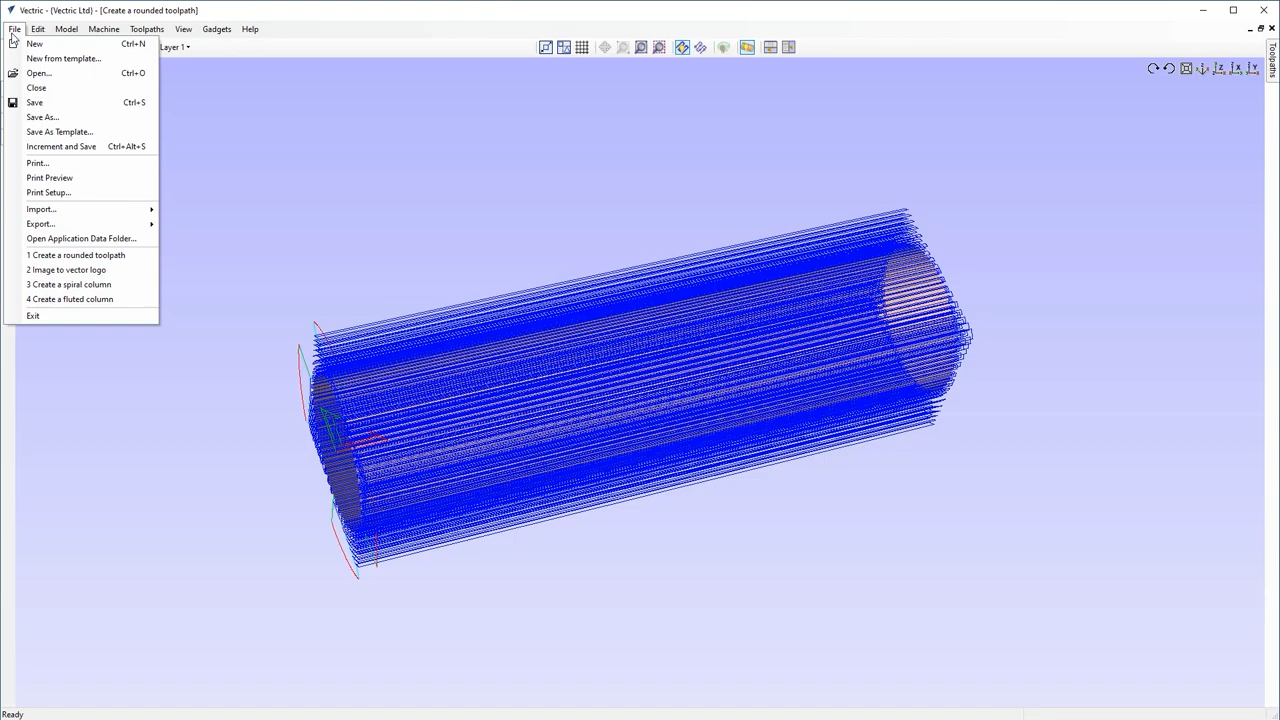 Vectric - {Vectric Ltd} - [Create a rounded toolpath]
File Edit Model Machine Toolpaths View Gadgets Help
Layer 1
New Ctrl+N
New from template...
Open... Ctrl+O
Close
Save Ctrl+S
Save As...
Save As Template...
Increment and Save Ctrl+Alt+S
Print...
Print Preview
Print Setup...
Import...
Export...
Open Application Data Folder...
1 Create a rounded toolpath
2 Image to vector logo
3 Create a spiral column
4 Create a fluted column
Exit
Toolpaths
Z X Y
Ready